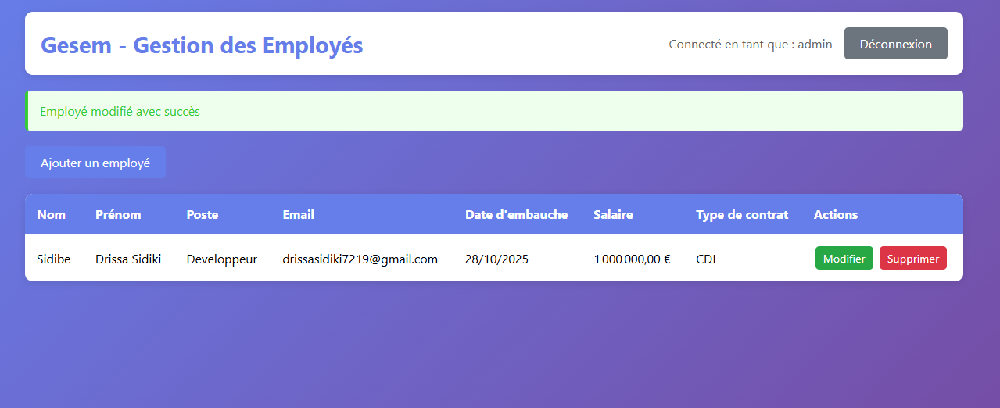 Gesem - Gestion des Employés
Connecté en tant que : admin
Déconnexion
Employé modifié avec succès
Ajouter un employé
Nom Prénom Poste Email Date d'embauche Salaire Type de contrat Actions
Sidibe Drissa Sidiki Developpeur drissasidiki7219@gmail.com 28/10/2025 1 000 000,00 € CDI Modifier Supprimer